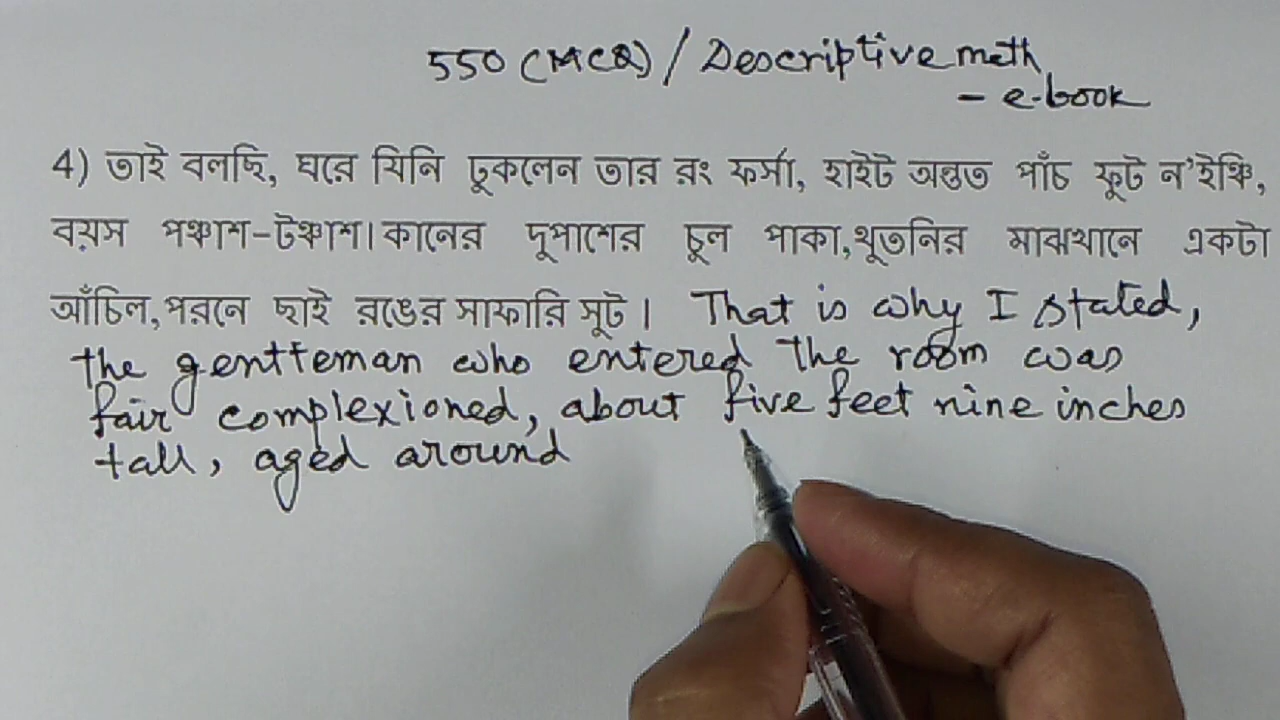 550 (MCQ) / Descriptive math
- e-book
4) তাই বলছি, ঘরে যিনি ঢুকলেন তার রং ফর্সা, হাইট অন্তত পাঁচ ফুট ন'ইঞ্চি,
বয়স পঞ্চাশ-টঞ্চাশ। কানের দুপাশের চুল পাকা,থুতনির মাঝখানে একটা
আঁচিল,পরনে ছাই রঙের সাফারি সূট। That is why I stated,
the gentleman who entered the room was
fair complexioned, about five feet nine inches
tall, aged around